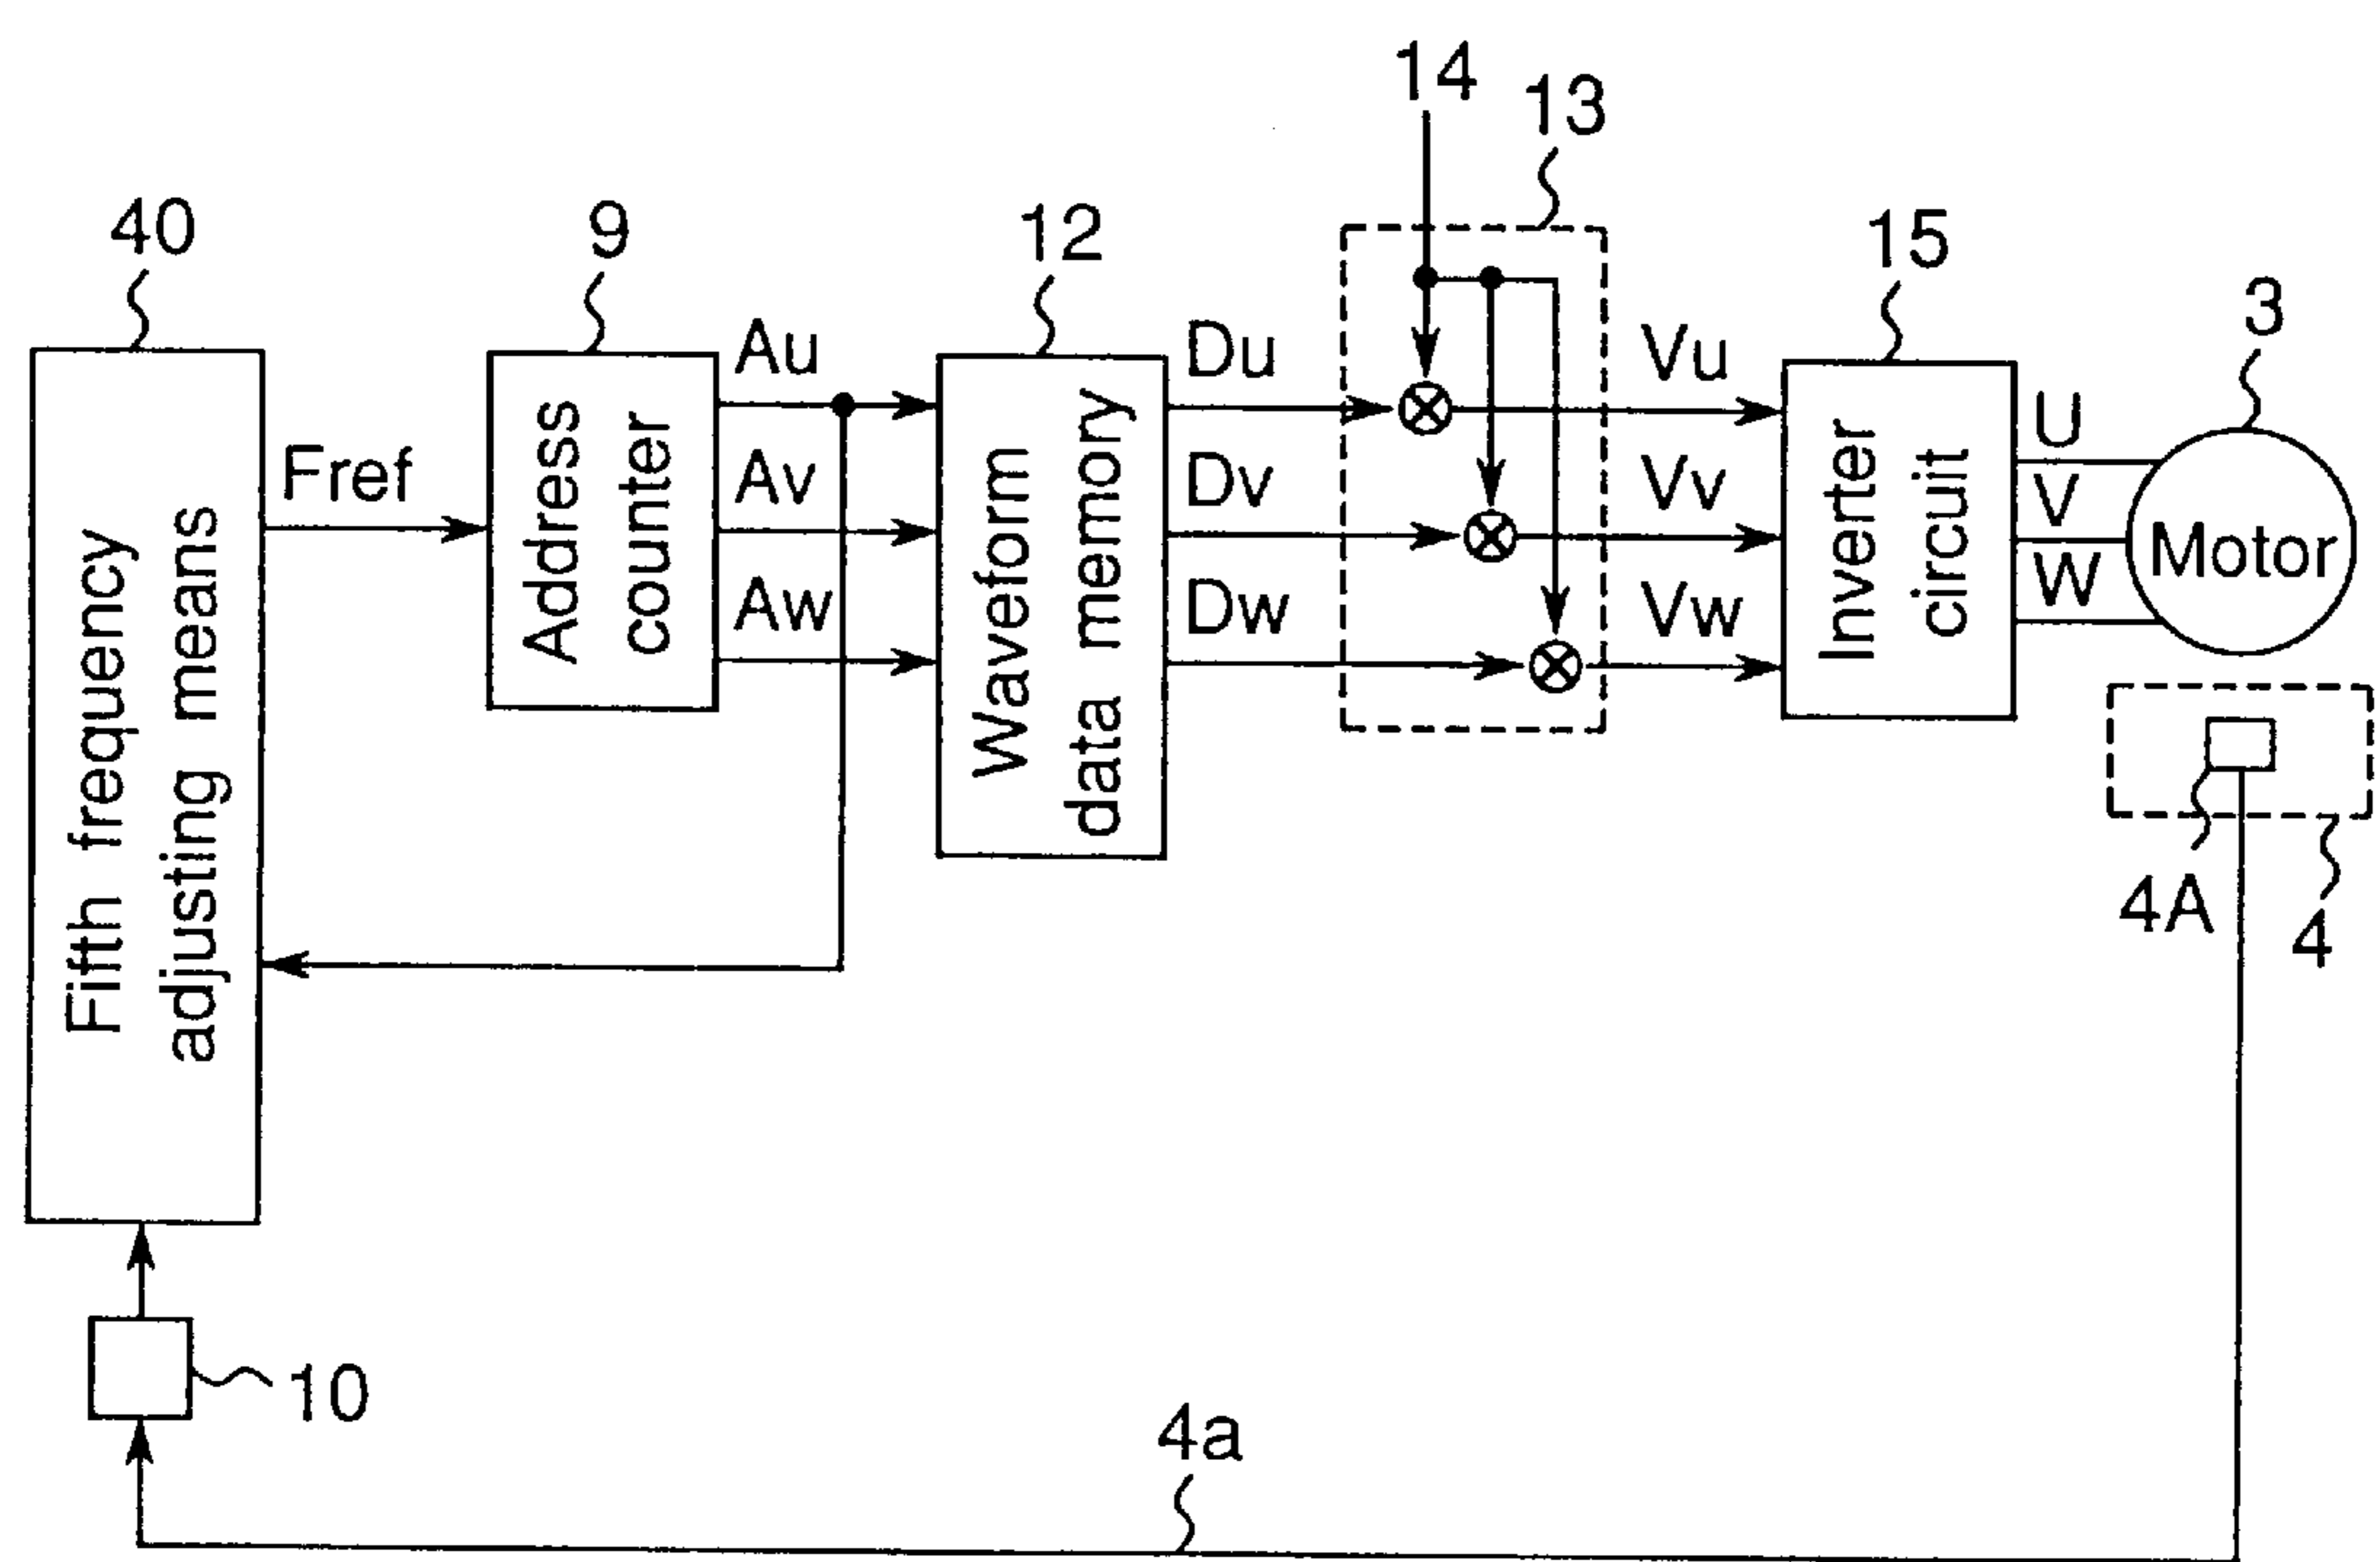 14
13
40
9
12
15
3
Au
Av
Aw
Du
Dv
Dw
Vu
Vv
Vw
U
V
W
Fref
Fifth frequency
adjusting means
Address
counter
Waveform
data memory
Inverter
circuit
Motor
4A
4
10
4a